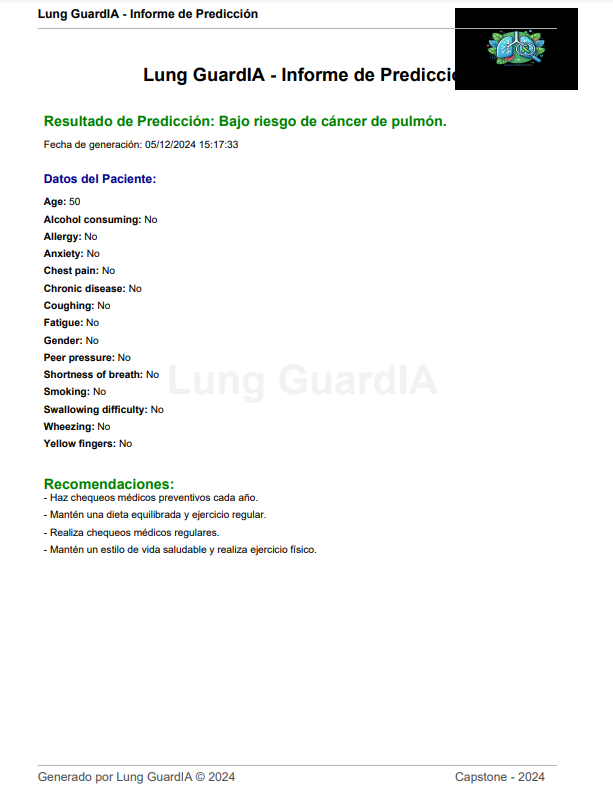 Lung GuardIA - Informe de Predicción
Lung GuardIA - Informe de Predicci
Resultado de Predicción: Bajo riesgo de cáncer de pulmón.
Fecha de generación: 05/12/2024 15:17:33
Datos del Paciente:
Age: 50
Alcohol consuming: No
Allergy: No
Anxiety: No
Chest pain: No
Chronic disease: No
Coughing: No
Fatigue: No
Gender: No
Peer pressure: No
Shortness of breath: No
Lung GuardIA
Smoking: No
Swallowing difficulty: No
Wheezing: No
Yellow fingers: No
Recomendaciones:
- Haz chequeos médicos preventivos cada año.
- Mantén una dieta equilibrada y ejercicio regular.
- Realiza chequeos médicos regulares.
- Mantén un estilo de vida saludable y realiza ejercicio físico.
Generado por Lung GuardIA © 2024
Capstone - 2024